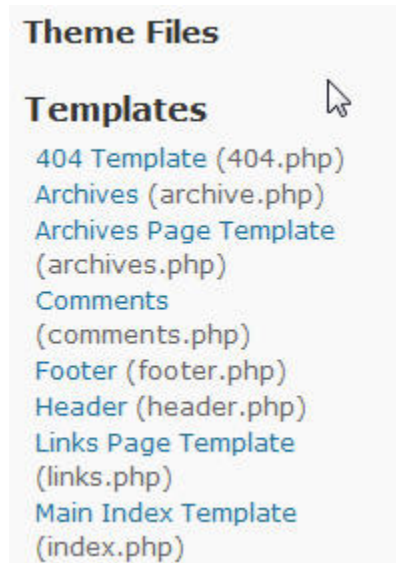 Theme Files
Templates
404 Template (404.php)
Archives (archive.php)
Archives Page Template
(archives.php)
Comments
(comments.php)
Footer (footer.php)
Header (header.php)
Links Page Template
(links.php)
Main Index Template
(index.php)